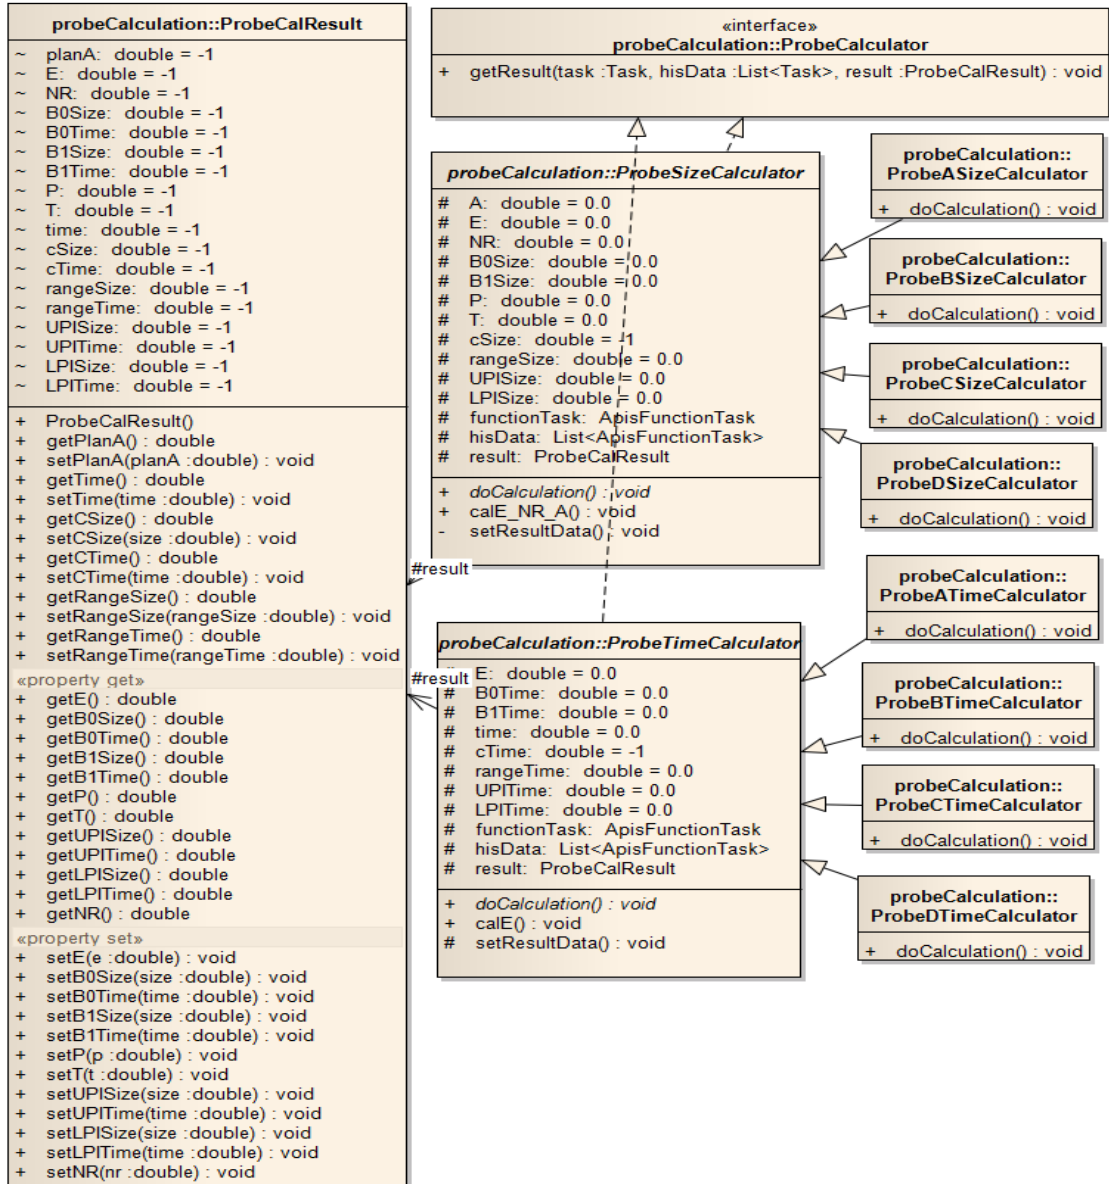 probeCalculation::ProbeCalResult
~ planA: double = -1
~ E: double = -1
~ NR: double = -1
~ B0Size: double = -1
~ B0Time: double = -1
~ B1Size: double = -1
~ B1Time: double = -1
~ P: double = -1
~ T: double = -1
~ time: double = -1
~ cSize: double = -1
~ cTime: double = -1
~ rangeSize: double = -1
~ rangeTime: double = -1
~ UPISize: double = -1
~ UPITime: double = -1
~ LPISize: double = -1
~ LPITime: double = -1
+ ProbeCalResult()
+ getPlanA() : double
+ setPlanA(planA :double) : void
+ getTime() : double
+ setTime(time :double) : void
+ getCSize() : double
+ setCSize(size :double) : void
+ getCTime() : double
+ setCTime(time :double) : void
+ getRangeSize() : double
+ setRangeSize(rangeSize :double) : void
+ getRangeTime() : double
+ setRangeTime(rangeTime :double) : void
«property get»
+ getE() : double
+ getB0Size() : double
+ getB0Time() : double
+ getB1Size() : double
+ getB1Time() : double
+ getP() : double
+ getT() : double
+ getUPISize() : double
+ getUPITime() : double
+ getLPISize() : double
+ getLPITime() : double
+ getNR() : double
«property set»
+ setE(e :double) : void
+ setB0Size(size :double) : void
+ setB0Time(time :double) : void
+ setB1Size(size :double) : void
+ setB1Time(time :double) : void
+ setP(p :double) : void
+ setT(t :double) : void
+ setUPISize(size :double) : void
+ setUPITime(time :double) : void
+ setLPISize(size :double) : void
+ setLPITime(time :double) : void
+ setNR(nr :double) : void
«interface»
probeCalculation::ProbeCalculator
+ getResult(task :Task, hisData :List<Task>, result :ProbeCalResult) : void
probeCalculation::ProbeSizeCalculator
# A: double = 0.0
# E: double = 0.0
# NR: double = 0.0
# B0Size: double = 0.0
# B1Size: double = 0.0
# P: double = 0.0
# T: double = 0.0
# cSize: double = -1
# rangeSize: double = 0.0
# UPISize: double = 0.0
# LPISize: double = 0.0
# functionTask: ApisFunctionTask
# hisData: List<ApisFunctionTask>
# result: ProbeCalResult
+ doCalculation() : void
+ calE_NR_A() : void
- setResultData() : void
#result
probeCalculation::ProbeTimeCalculator
# E: double = 0.0
# B0Time: double = 0.0
# B1Time: double = 0.0
# time: double = 0.0
# cTime: double = -1
# rangeTime: double = 0.0
# UPITime: double = 0.0
# LPITime: double = 0.0
# functionTask: ApisFunctionTask
# hisData: List<ApisFunctionTask>
# result: ProbeCalResult
+ doCalculation() : void
+ calE() : void
# setResultData() : void
#result
probeCalculation::
ProbeASizeCalculator
+ doCalculation() : void
probeCalculation::
ProbeBSizeCalculator
+ doCalculation() : void
probeCalculation::
ProbeCSizeCalculator
+ doCalculation() : void
probeCalculation::
ProbeDSizeCalculator
+ doCalculation() : void
probeCalculation::
ProbeATimeCalculator
+ doCalculation() : void
probeCalculation::
ProbeBTimeCalculator
+ doCalculation() : void
probeCalculation::
ProbeCTimeCalculator
+ doCalculation() : void
probeCalculation::
ProbeDTimeCalculator
+ doCalculation() : void